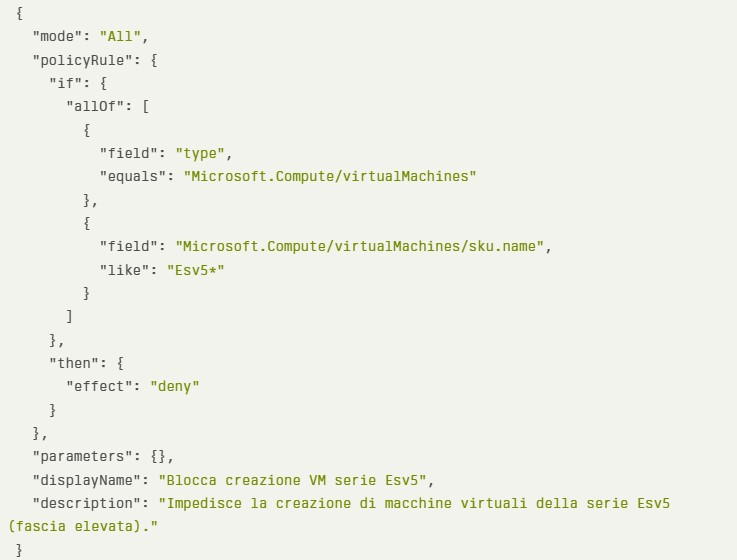 {
  "mode": "All",
  "policyRule": {
    "if": {
      "allOf": [
        {
          "field": "type",
          "equals": "Microsoft.Compute/virtualMachines"
        },
        {
          "field": "Microsoft.Compute/virtualMachines/sku.name",
          "like": "Esv5*"
        }
      ]
    },
    "then": {
      "effect": "deny"
    }
  },
  "parameters": {},
  "displayName": "Blocca creazione VM serie Esv5",
  "description": "Impedisce la creazione di macchine virtuali della serie Esv5
(fascia elevata)."
}